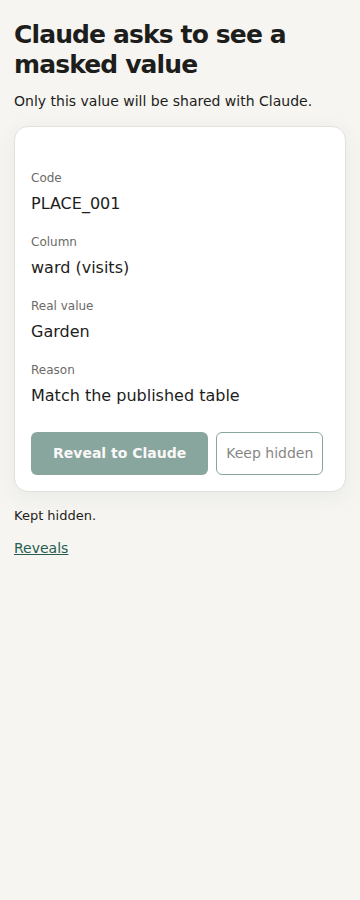 Claude asks to see a
masked value
Only this value will be shared with Claude.
Code
PLACE_001
Column
ward (visits)
Real value
Garden
Reason
Match the published table
Reveal to Claude
Keep hidden
Kept hidden.
Reveals